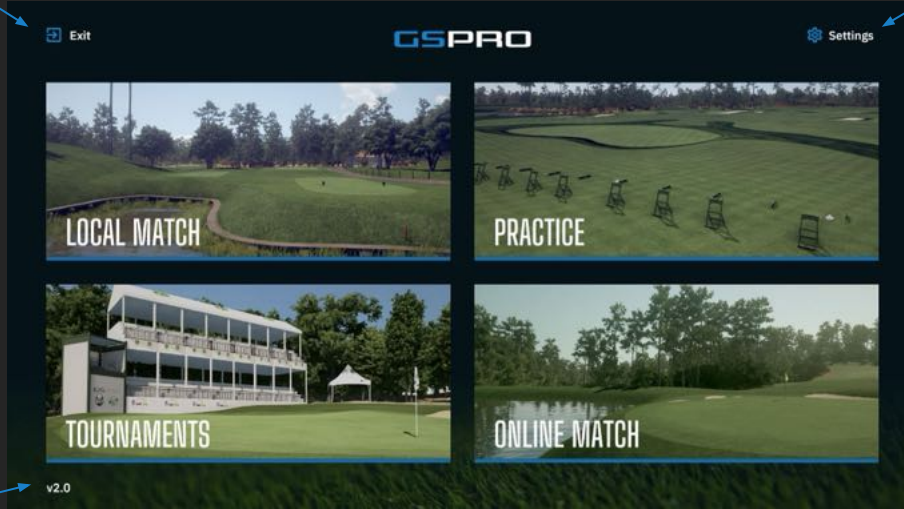 Exit
GSPRO
Settings
LOCAL MATCH
PRACTICE
TOURNAMENTS
ONLINE MATCH
v2.0